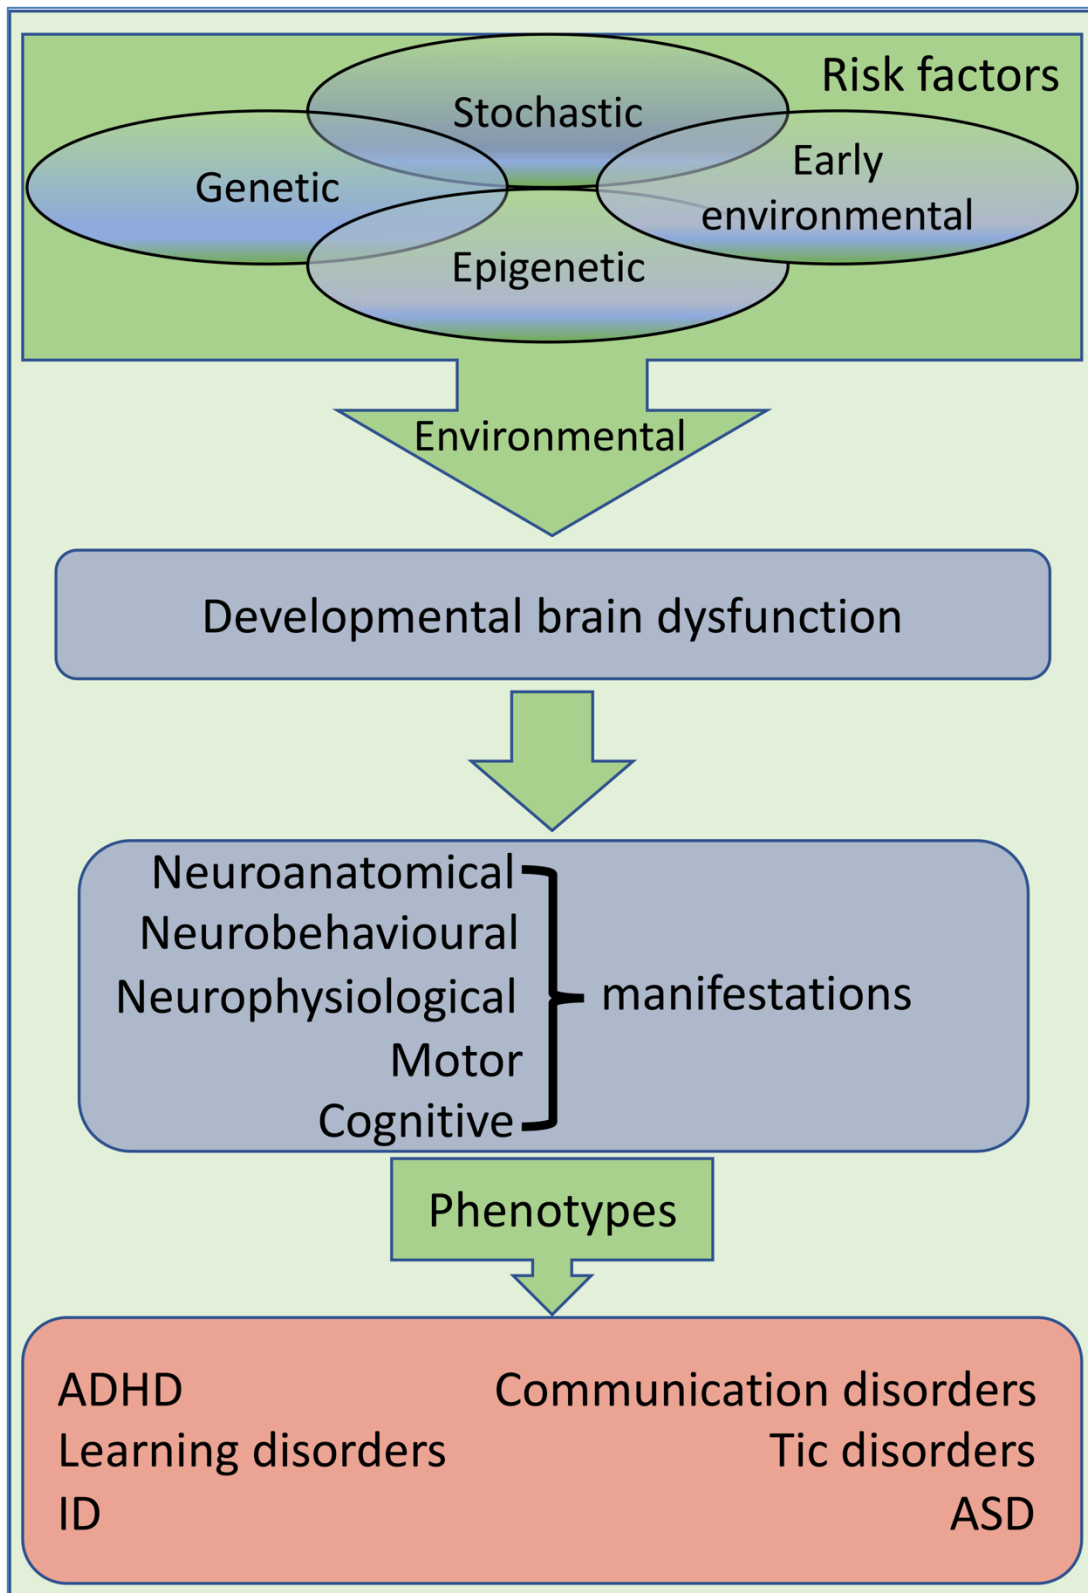 Risk factors
Stochastic
Genetic
Early
environmental
Epigenetic
Environmental
Developmental brain dysfunction
Neuroanatomical
Neurobehavioural
Neurophysiological
manifestations
Motor
Cognitive
Phenotypes
ADHD
Communication disorders
Learning disorders
Tic disorders
ID
ASD